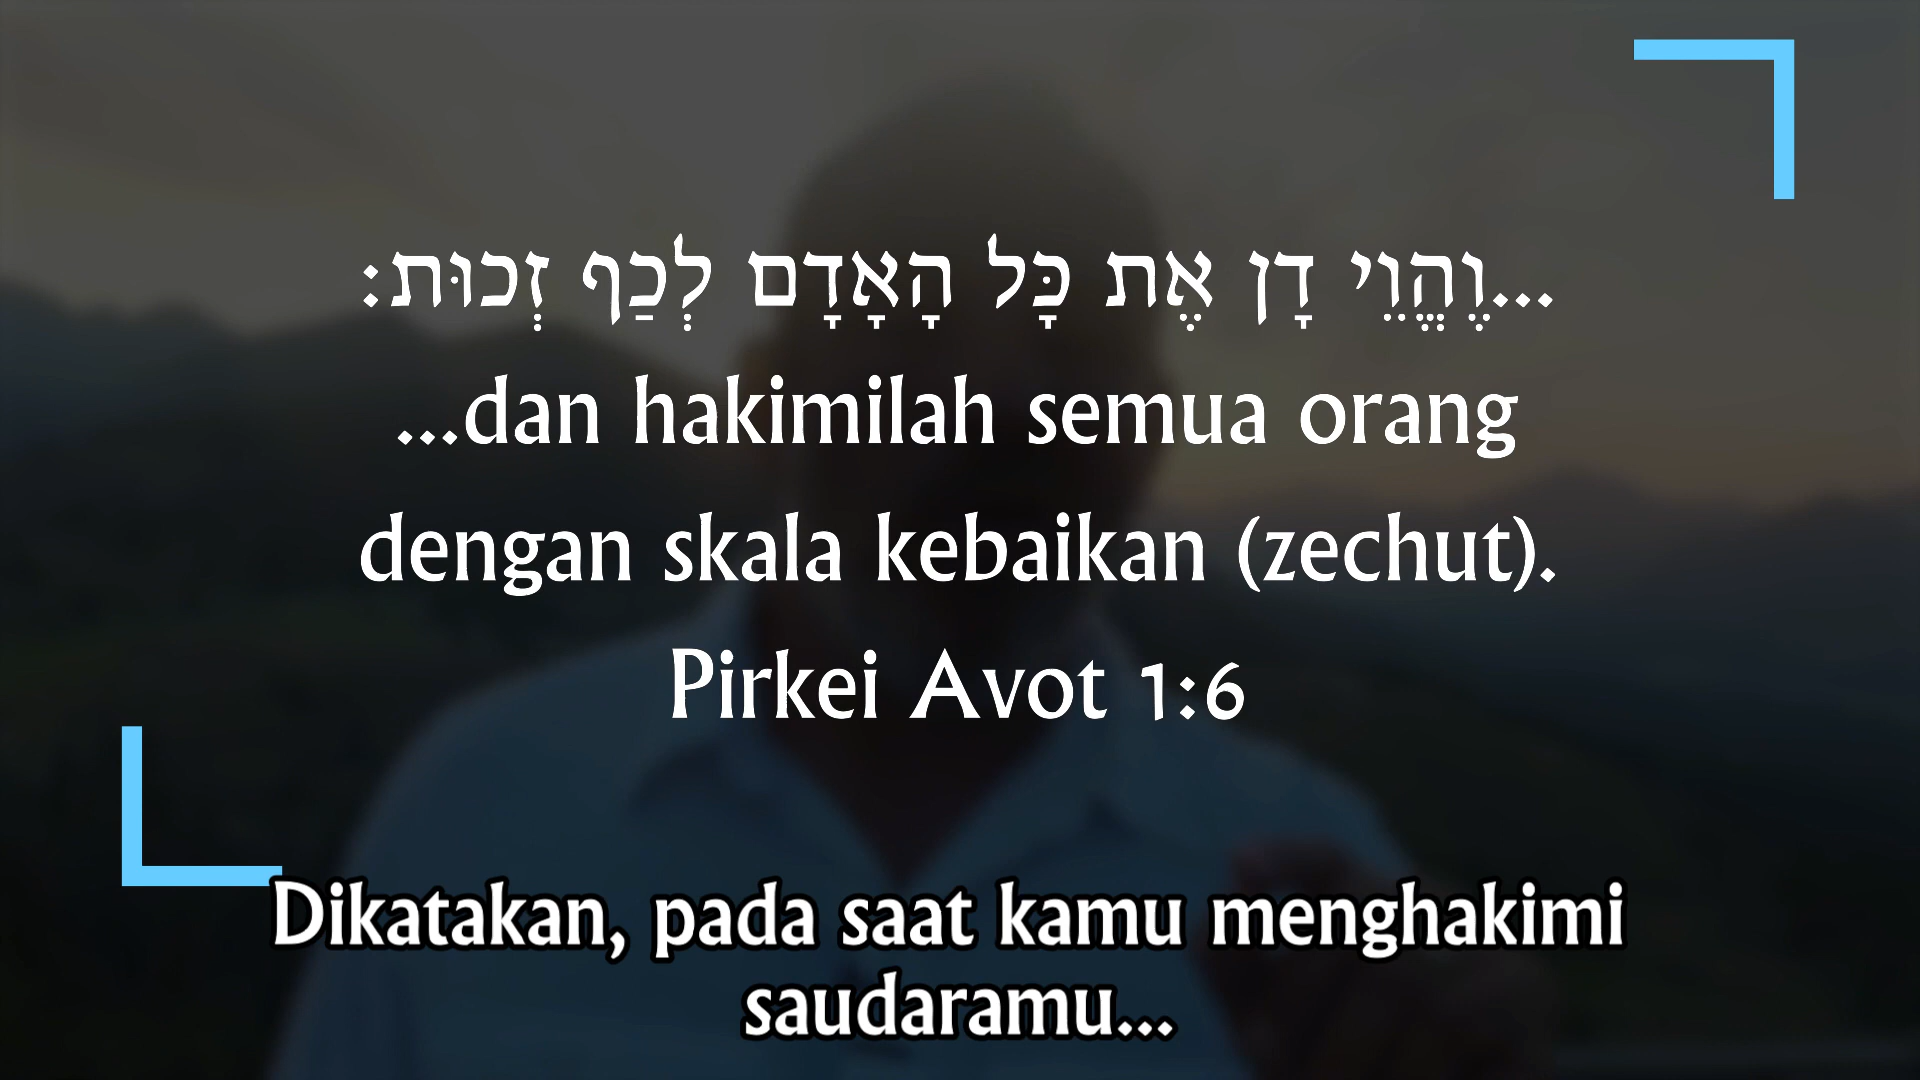 ...וֶהֱוֵי דָן אֶת כָּל הָאָדָם לְכַף זְכוּת:
...dan hakimilah semua orang
dengan skala kebaikan (zechut).
Pirkei Avot 1:6
Dikatakan, pada saat kamu menghakimi
saudaramu...